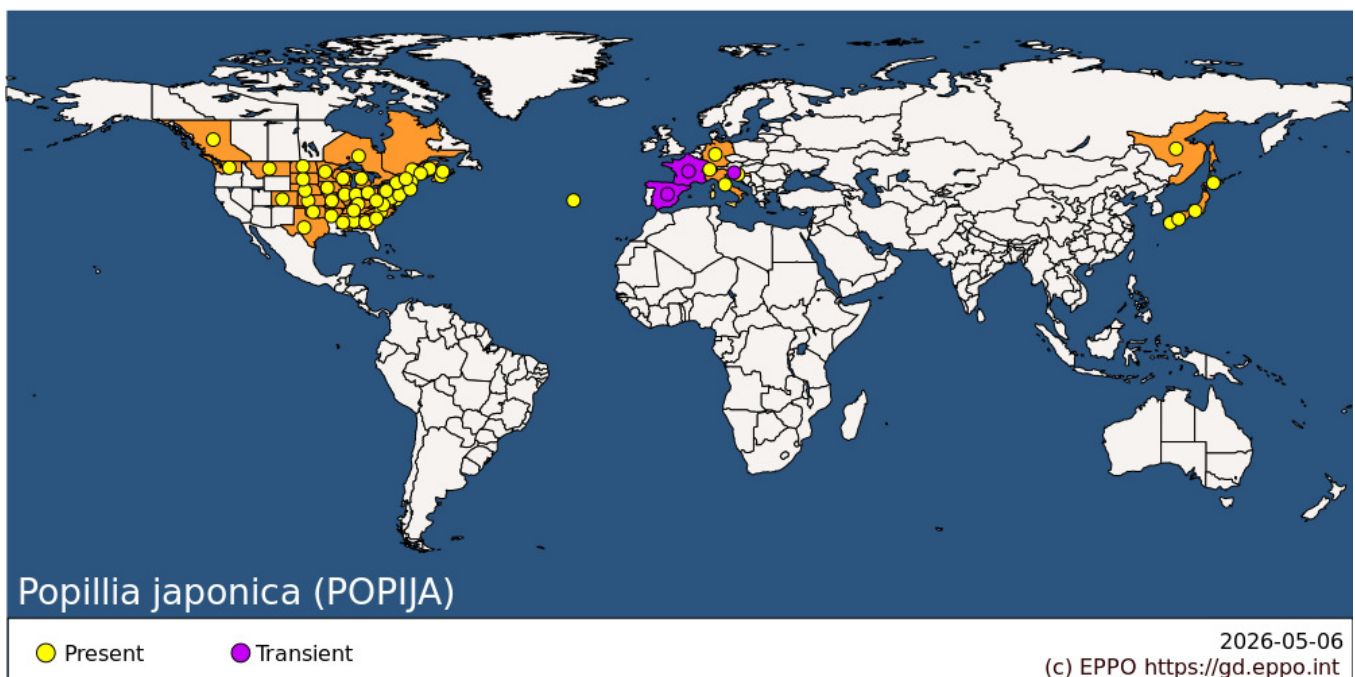 Popillia japonica (POPIJA)
Present
Transient
2026-05-06
(c) EPPO https://gd.eppo.int